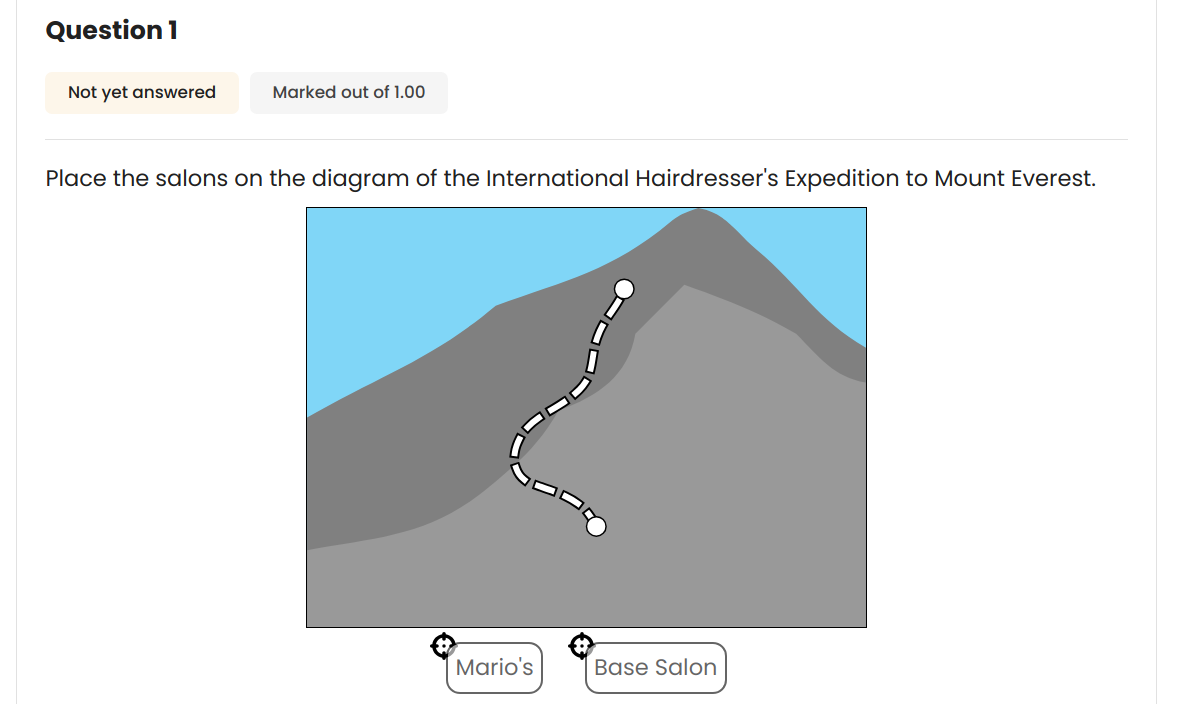 Question 1
Not yet answered
Marked out of 1.00
Place the salons on the diagram of the International Hairdresser's Expedition to Mount Everest.
Mario's
Base Salon